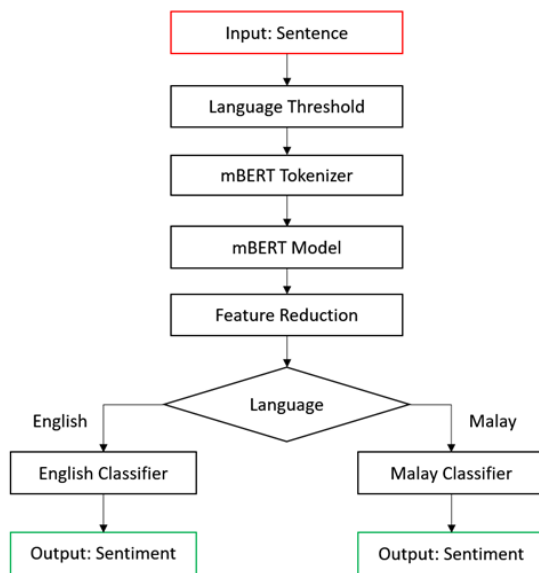 Input: Sentence
Language Threshold
mBERT Tokenizer
mBERT Model
Feature Reduction
Language
English
Malay
English Classifier
Malay Classifier
Output: Sentiment
Output: Sentiment